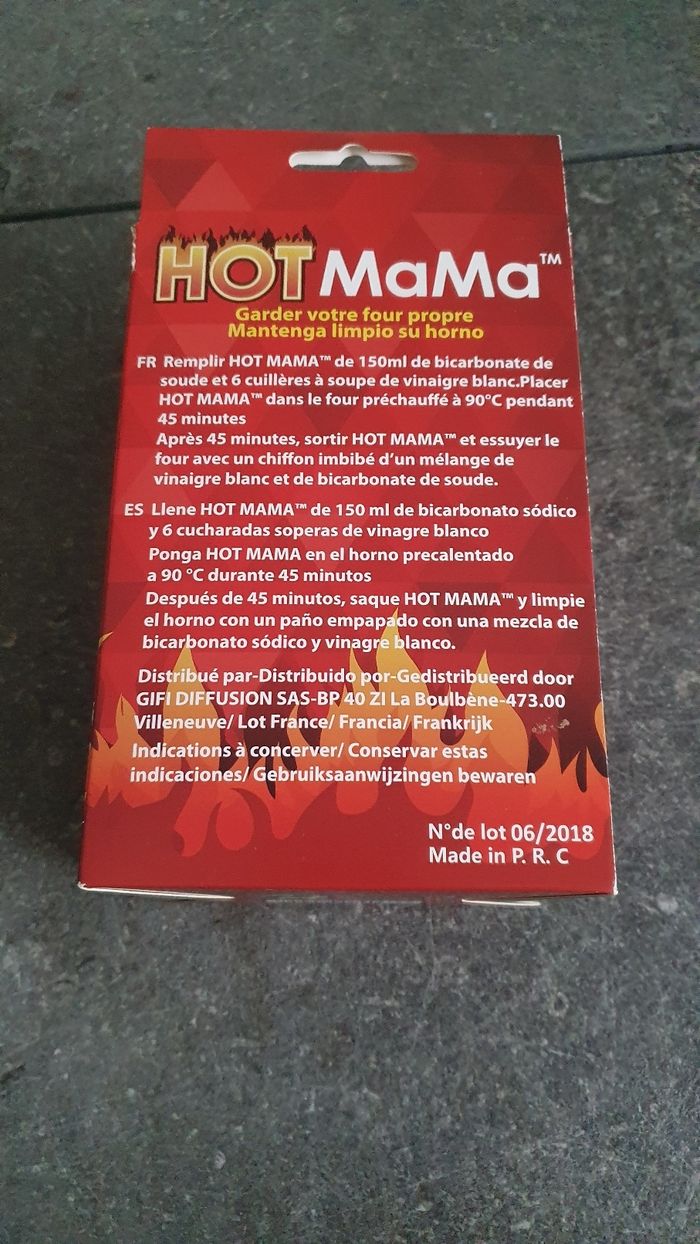 HOT MaMa™
Garder votre four propre
Mantenga limpio su horno
FR Remplir HOT MAMA™ de 150ml de bicarbonate de
soude et 6 cuillères à soupe de vinaigre blanc.Placer
HOT MAMA™ dans le four préchauffé à 90°C pendant
45 minutes
Après 45 minutes, sortir HOT MAMA™ et essuyer le
four avec un chiffon imbibé d'un mélange de
vinaigre blanc et de bicarbonate de soude.
ES Llene HOT MAMA™ de 150 ml de bicarbonato sódico
y 6 cucharadas soperas de vinagre blanco
Ponga HOT MAMA en el horno precalentado
a 90 °C durante 45 minutos
Después de 45 minutos, saque HOT MAMA™ y limpie
el horno con un paño empapado con una mezcla de
bicarbonato sódico y vinagre blanco.
Distribué par-Distribuido por-Gedistribueerd door
GIFI DIFFUSION SAS-BP 40 ZI La Boulbène-473.00
Villeneuve/ Lot France/ Francia/ Frankrijk
Indications à concerver/ Conservar estas
indicaciones/ Gebruiksaanwijzingen bewaren
N°de lot 06/2018
Made in P. R. C